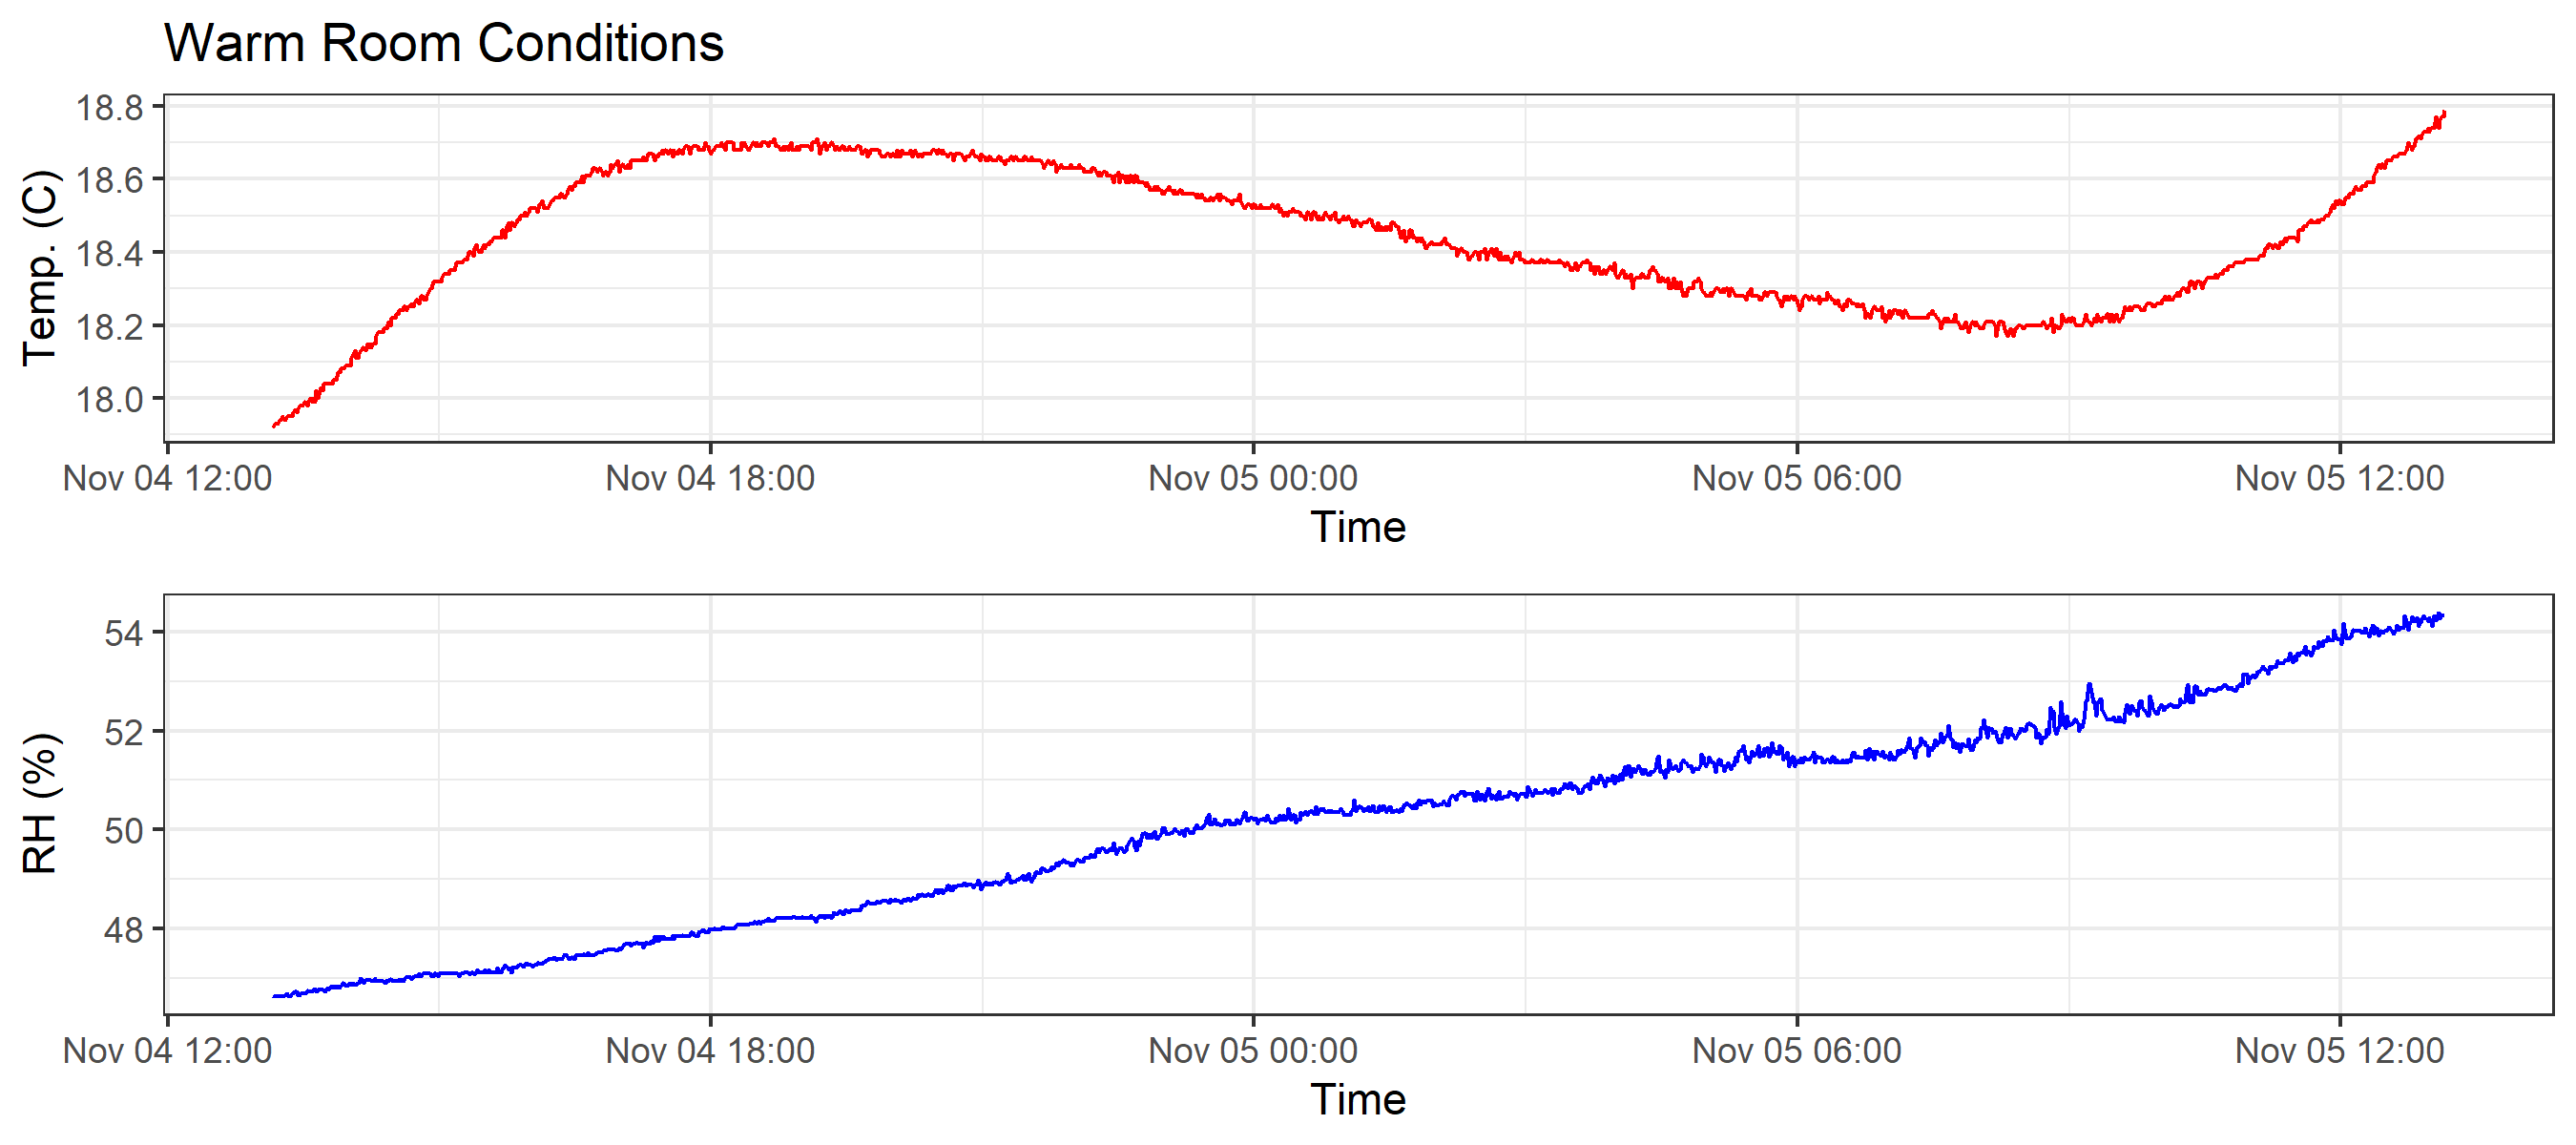 Warm Room Conditions
Temp. (C)
18.8
18.6
18.4
18.2
18.0
Nov 04 12:00 Nov 04 18:00 Nov 05 00:00 Nov 05 06:00 Nov 05 12:00
Time
RH (%)
54
52
50
48
Nov 04 12:00 Nov 04 18:00 Nov 05 00:00 Nov 05 06:00 Nov 05 12:00
Time